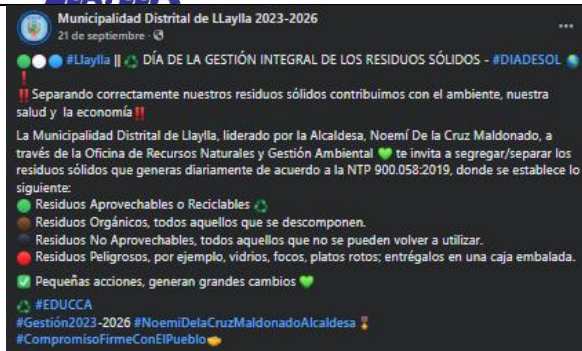 Municipalidad Distrital de LLaylla 2023-2026
21 de septiembre ·
#Llaylla || ♻ DÍA DE LA GESTIÓN INTEGRAL DE LOS RESIDUOS SÓLIDOS - #DIADESOL
❗
‼Separando correctamente nuestros residuos sólidos contribuimos con el ambiente, nuestra
salud y la economía‼
La Municipalidad Distrital de Llaylla, liderado por la Alcaldesa, Noemí De la Cruz Maldonado, a
través de la Oficina de Recursos Naturales y Gestión Ambiental 💚 te invita a segregar/separar los
residuos sólidos que generas diariamente de acuerdo a la NTP 900.058:2019, donde se establece lo
siguiente:
🟢 Residuos Aprovechables o Reciclables ♻
🟤 Residuos Orgánicos, todos aquellos que se descomponen.
⚫ Residuos No Aprovechables, todos aquellos que no se pueden volver a utilizar.
🔴 Residuos Peligrosos, por ejemplo, vidrios, focos, platos rotos; entrégalos en una caja embalada.
✅ Pequeñas acciones, generan grandes cambios 💚
♻ #EDUCCA
#Gestión2023-2026 #NoemiDelaCruzMaldonadoAlcaldesa 🎖
#CompromisoFirmeConElPueblo🤝